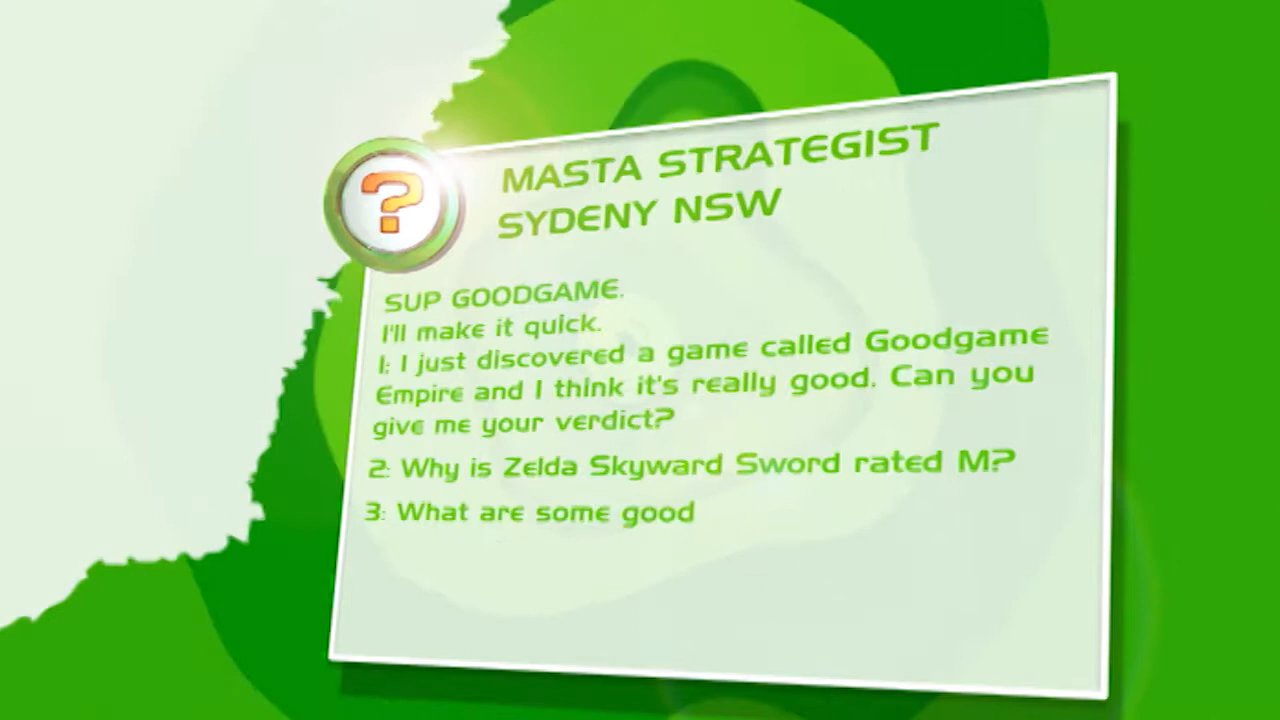 ?
MASTA STRATEGIST
SYDENY NSW
SUP GOODGAME.
I'll make it quick.
1: I just discovered a game called Goodgame
Empire and I think it's really good. Can you
give me your verdict?
2: Why is Zelda Skyward Sword rated M?
3: What are some good